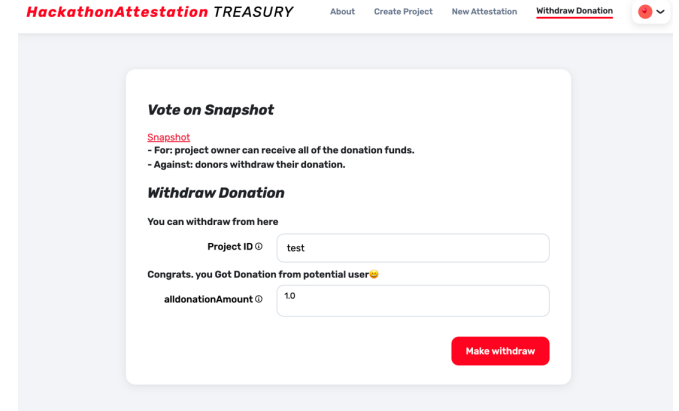 HackathonAttestation TREASURY
About Create Project New Attestation Withdraw Donation
Vote on Snapshot
Snapshot
- For: project owner can receive all of the donation funds.
- Against: donors withdraw their donation.
Withdraw Donation
You can withdraw from here
Project ID test
Congrats. you Got Donation from potential user😄
alldonationAmount 1.0
Make withdraw